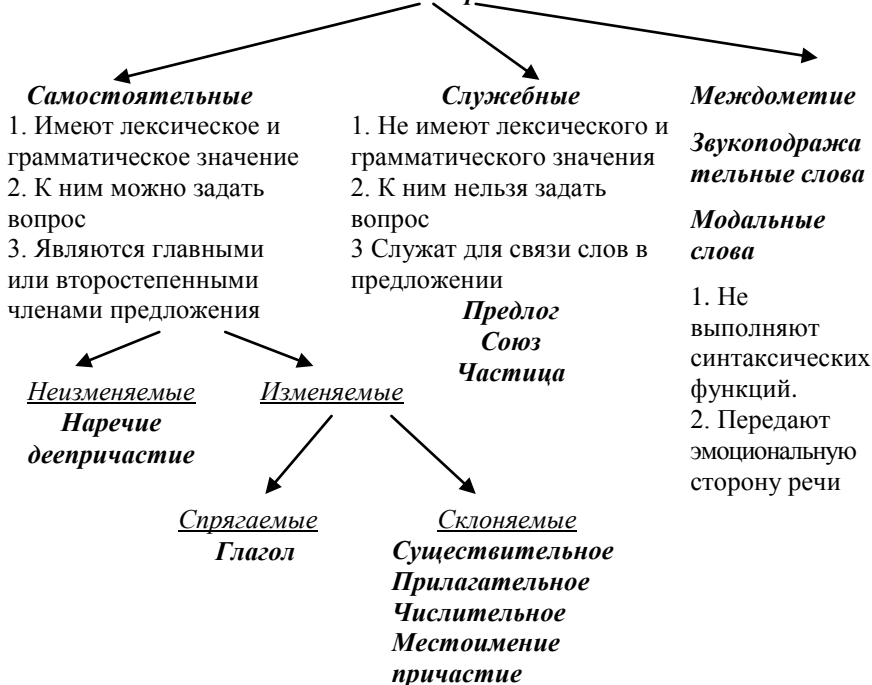 Самостоятельные
1. Имеют лексическое и
грамматическое значение
2. К ним можно задать
вопрос
3. Являются главными
или второстепенными
членами предложения
Неизменяемые
Наречие
деепричастие
Изменяемые
Спрягаемые
Глагол
Склоняемые
Существительное
Прилагательное
Числительное
Местоимение
причастие
Служебные
1. Не имеют лексического и
грамматического значения
2. К ним нельзя задать
вопрос
3 Служат для связи слов в
предложении
Предлог
Союз
Частица
Междометие
Звукоподража
тельные слова
Модальные
слова
1. Не
выполняют
синтаксических
функций.
2. Передают
эмоциональную
сторону речи